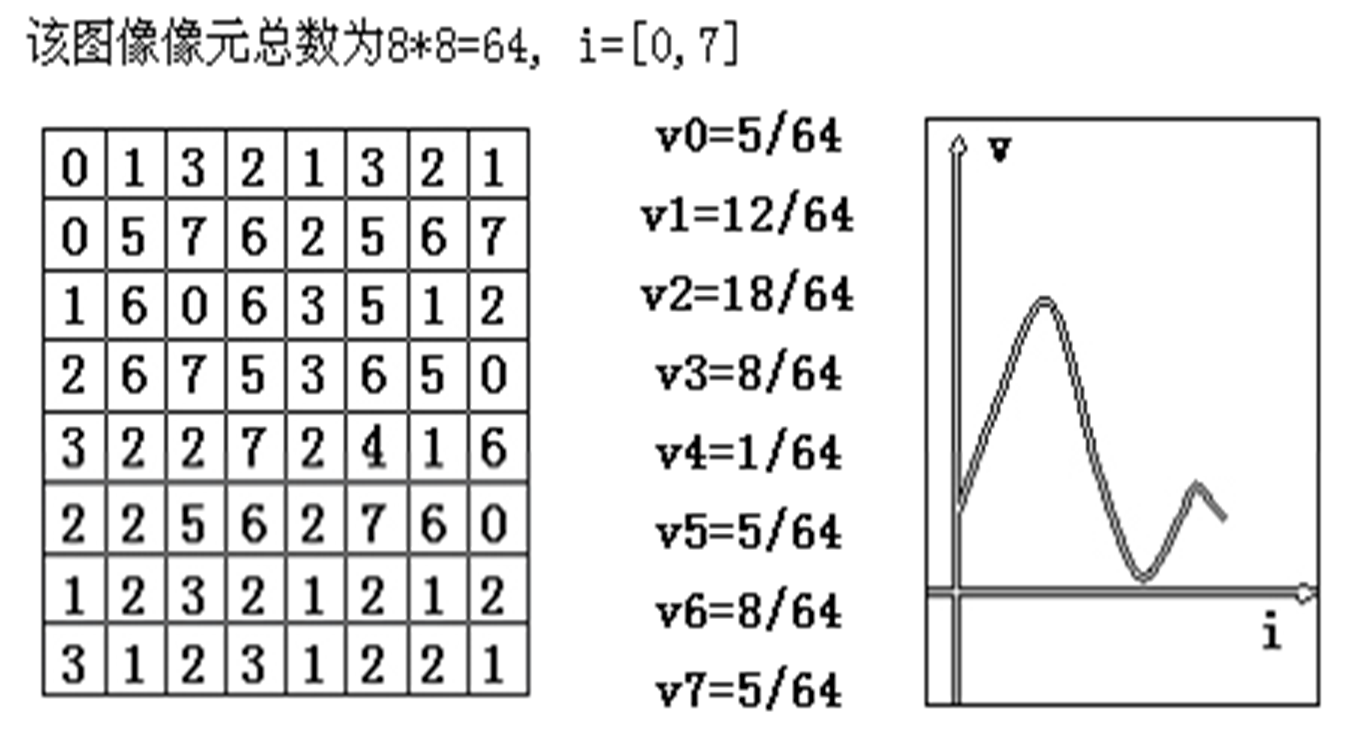 该图像像元总数为8*8=64, i=[0,7]
0 1 3 2 1 3 2 1
0 5 7 6 2 5 6 7
1 6 0 6 3 5 1 2
2 6 7 5 3 6 5 0
3 2 2 7 2 4 1 6
2 2 5 6 2 7 6 0
1 2 3 2 1 2 1 2
3 1 2 3 1 2 2 1
v0=5/64
v1=12/64
v2=18/64
v3=8/64
v4=1/64
v5=5/64
v6=8/64
v7=5/64
v
i